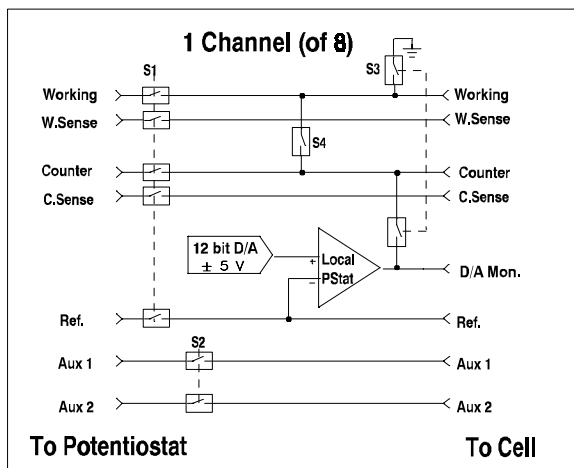 1 Channel (of 8)
S1
S3
Working
Working
W.Sense
W.Sense
S4
Counter
Counter
C.Sense
C.Sense
12 bit D/A
± 5 V
+ Local
− PStat
D/A Mon.
Ref.
Ref.
S2
Aux 1
Aux 1
Aux 2
Aux 2
To Potentiostat
To Cell